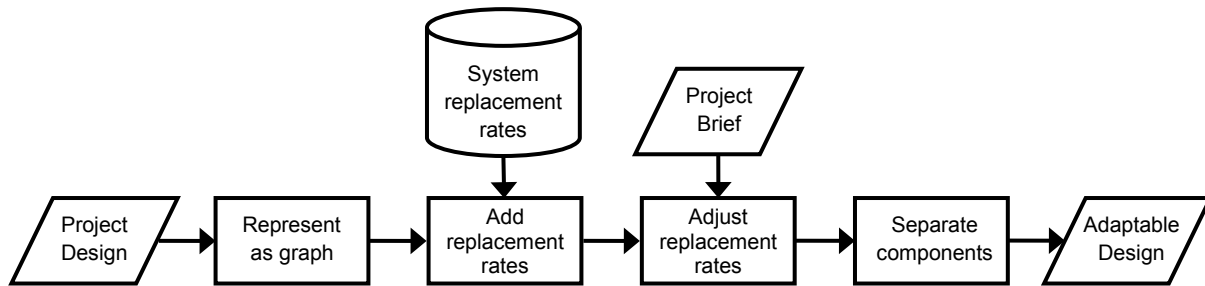 System
replacement
rates
Project
Brief
Project
Design
Represent
as graph
Add
replacement
rates
Adjust
replacement
rates
Separate
components
Adaptable
Design